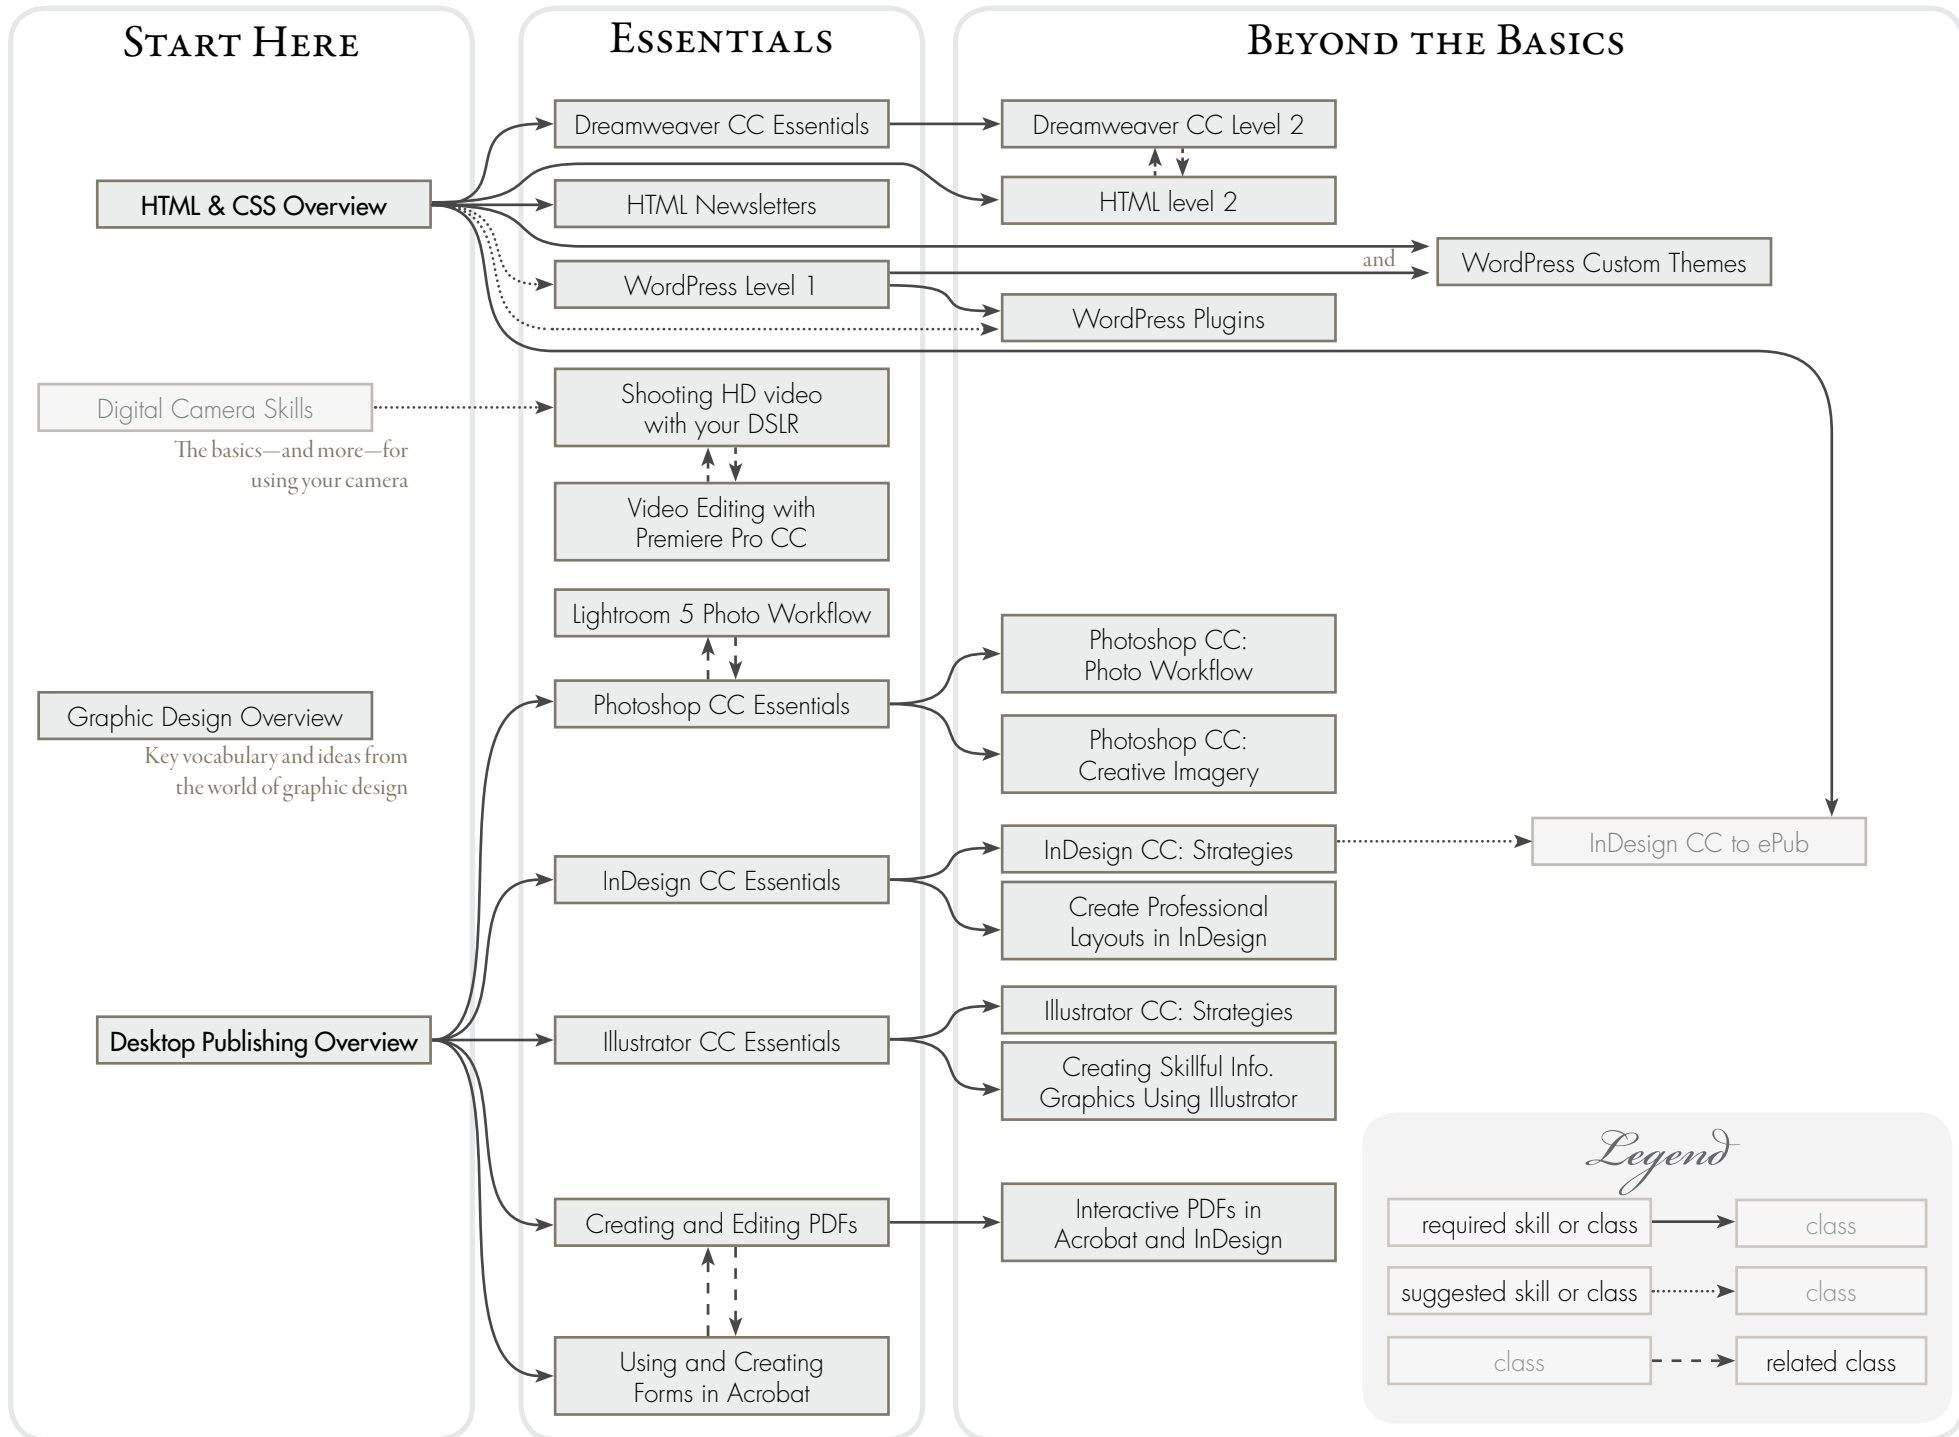 Start Here
HTML & CSS Overview
Digital Camera Skills
The basics—and more—for
using your camera
Graphic Design Overview
Key vocabulary and ideas from
the world of graphic design
Desktop Publishing Overview
Essentials
Dreamweaver CC Essentials
HTML Newsletters
WordPress Level 1
Shooting HD video
with your DSLR
Video Editing with
Premiere Pro CC
Lightroom 5 Photo Workflow
Photoshop CC Essentials
InDesign CC Essentials
Illustrator CC Essentials
Creating and Editing PDFs
Using and Creating
Forms in Acrobat
Beyond the Basics
Dreamweaver CC Level 2
HTML level 2
and
WordPress Custom Themes
WordPress Plugins
Photoshop CC:
Photo Workflow
Photoshop CC:
Creative Imagery
InDesign CC: Strategies
InDesign CC to ePub
Create Professional
Layouts in InDesign
Illustrator CC: Strategies
Creating Skillful Info.
Graphics Using Illustrator
Interactive PDFs in
Acrobat and InDesign
Legend
required skill or class
class
suggested skill or class
class
class
related class